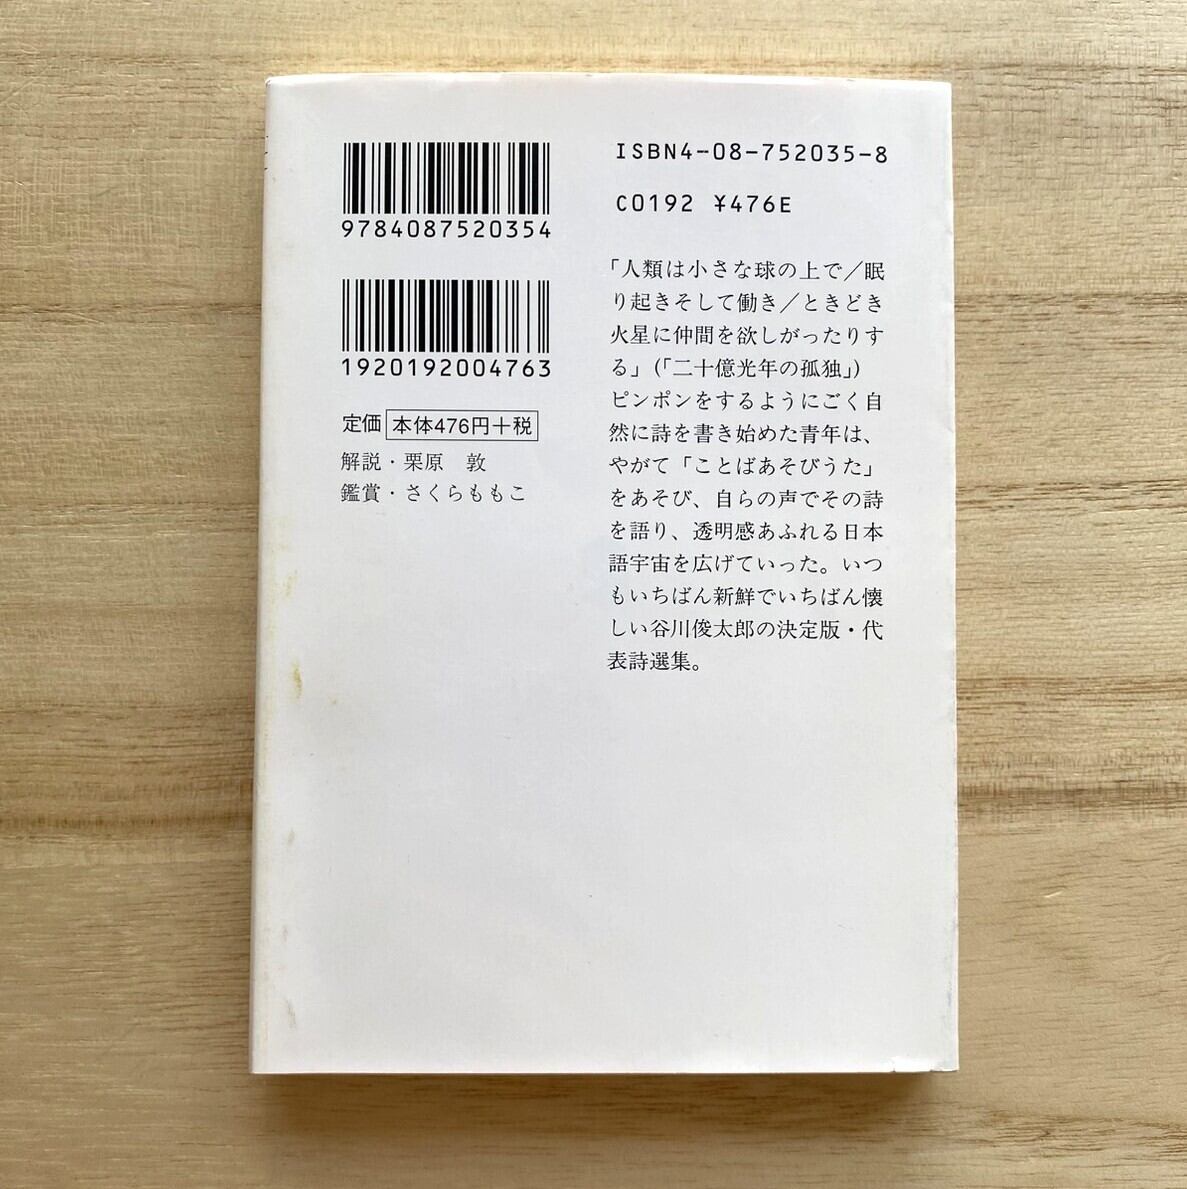 9784087520354
1920192004763
定価 本体476円+税
解説・栗原 敦
鑑賞・さくらももこ
ISBN4-08-752035-8
C0192 ¥476E
「人類は小さな球の上で/眠
り起きそして働き/ときどき
火星に仲間を欲しがったりす
る」(「二十億光年の孤独」)
ピンポンをするようにごく自
然に詩を書き始めた青年は、
やがて「ことばあそびうた」
をあそび、自らの声でその詩
を語り、透明感あふれる日本
語宇宙を広げていった。いつ
もいちばん新鮮でいちばん懐
しい谷川俊太郎の決定版・代
表詩選集。